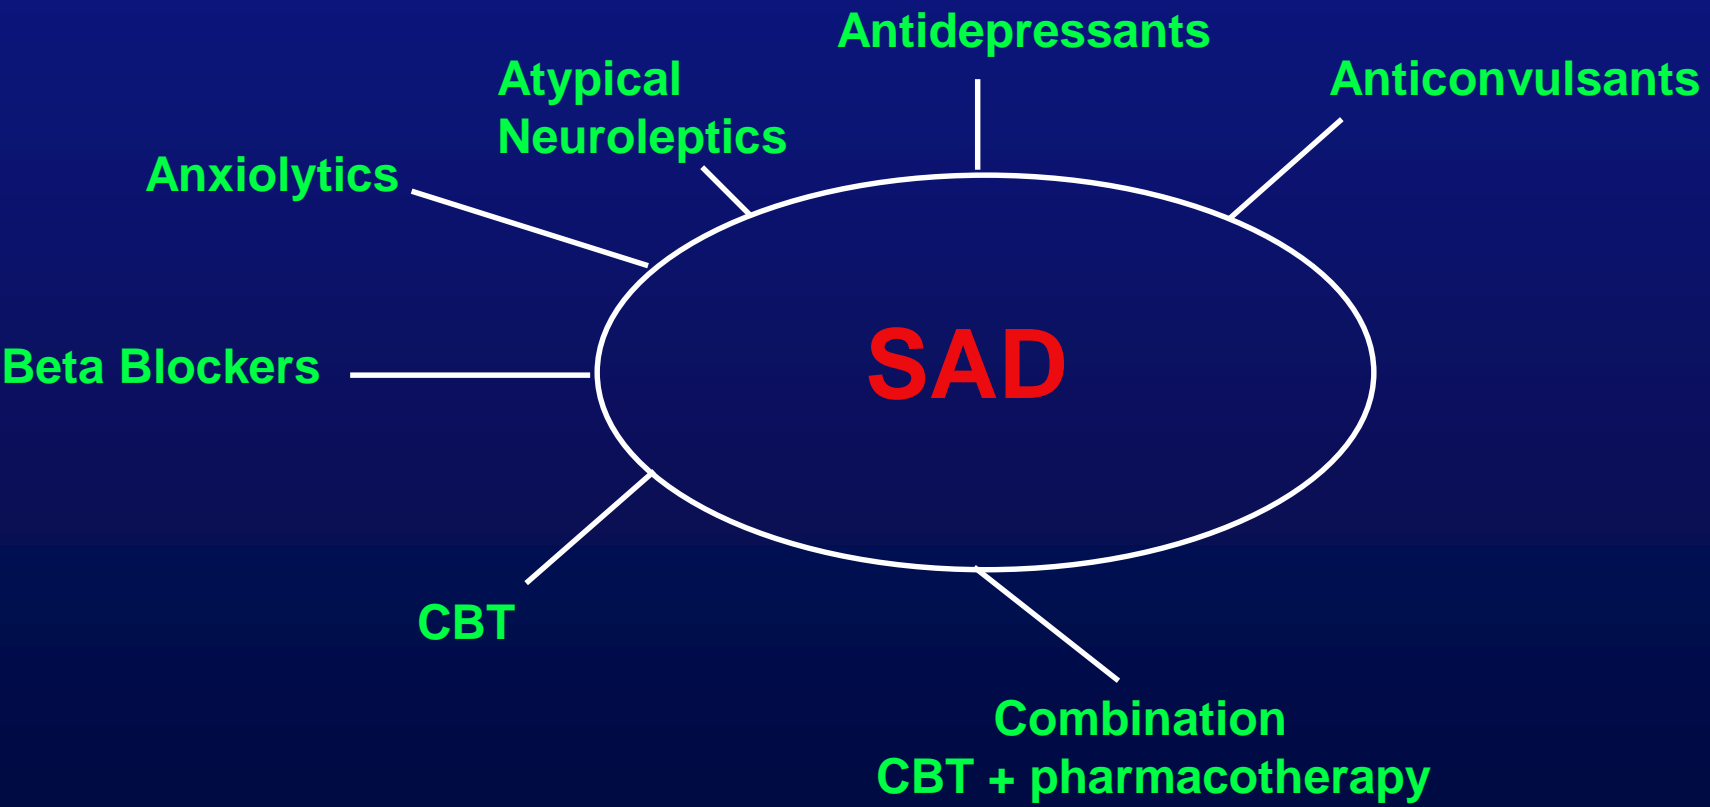 Antidepressants
Atypical
Neuroleptics
Anticonvulsants
Anxiolytics
SAD
Beta Blockers
CBT
Combination
CBT + pharmacotherapy